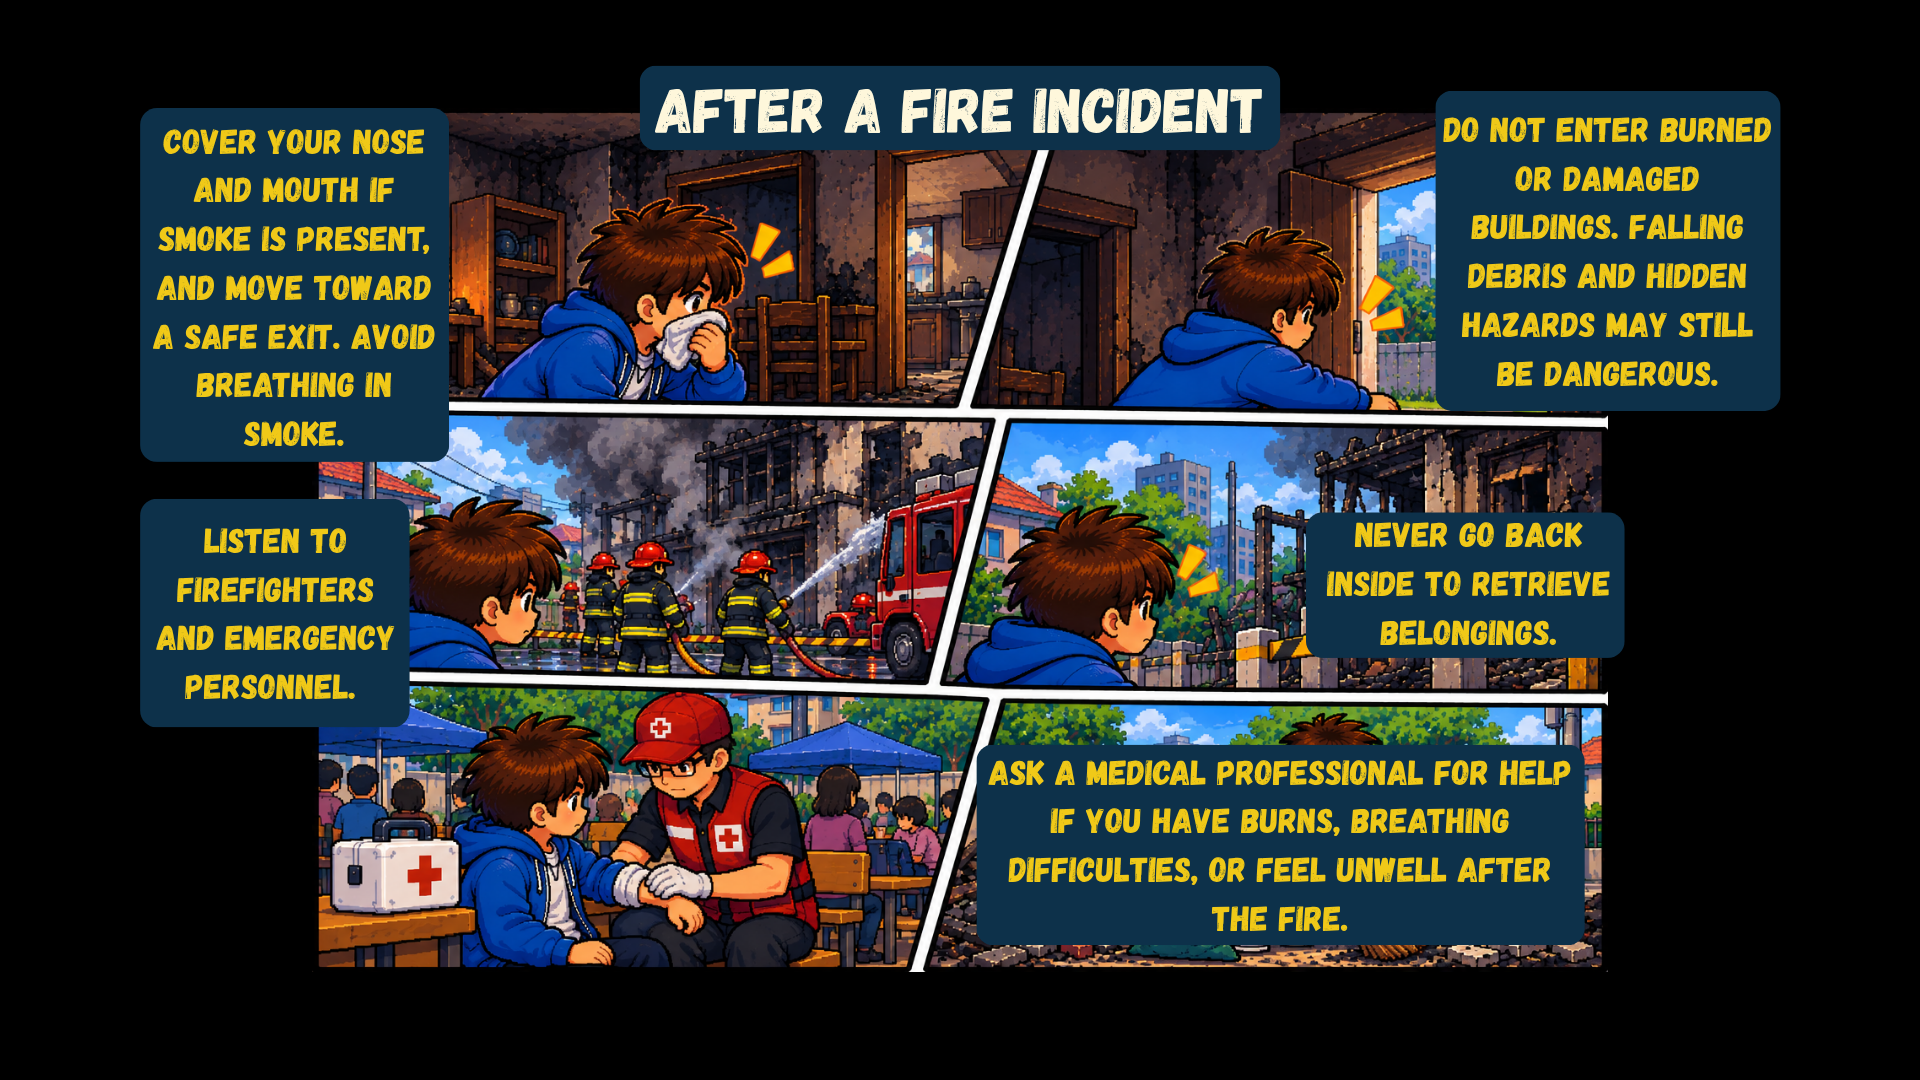 AFTER A FIRE INCIDENT
COVER YOUR NOSE
AND MOUTH IF
SMOKE IS PRESENT,
AND MOVE TOWARD
A SAFE EXIT. AVOID
BREATHING IN
SMOKE.
DO NOT ENTER BURNED
OR DAMAGED
BUILDINGS. FALLING
DEBRIS AND HIDDEN
HAZARDS MAY STILL
BE DANGEROUS.
LISTEN TO
FIREFIGHTERS
AND EMERGENCY
PERSONNEL.
NEVER GO BACK
INSIDE TO RETRIEVE
BELONGINGS.
ASK A MEDICAL PROFESSIONAL FOR HELP
IF YOU HAVE BURNS, BREATHING
DIFFICULTIES, OR FEEL UNWELL AFTER
THE FIRE.